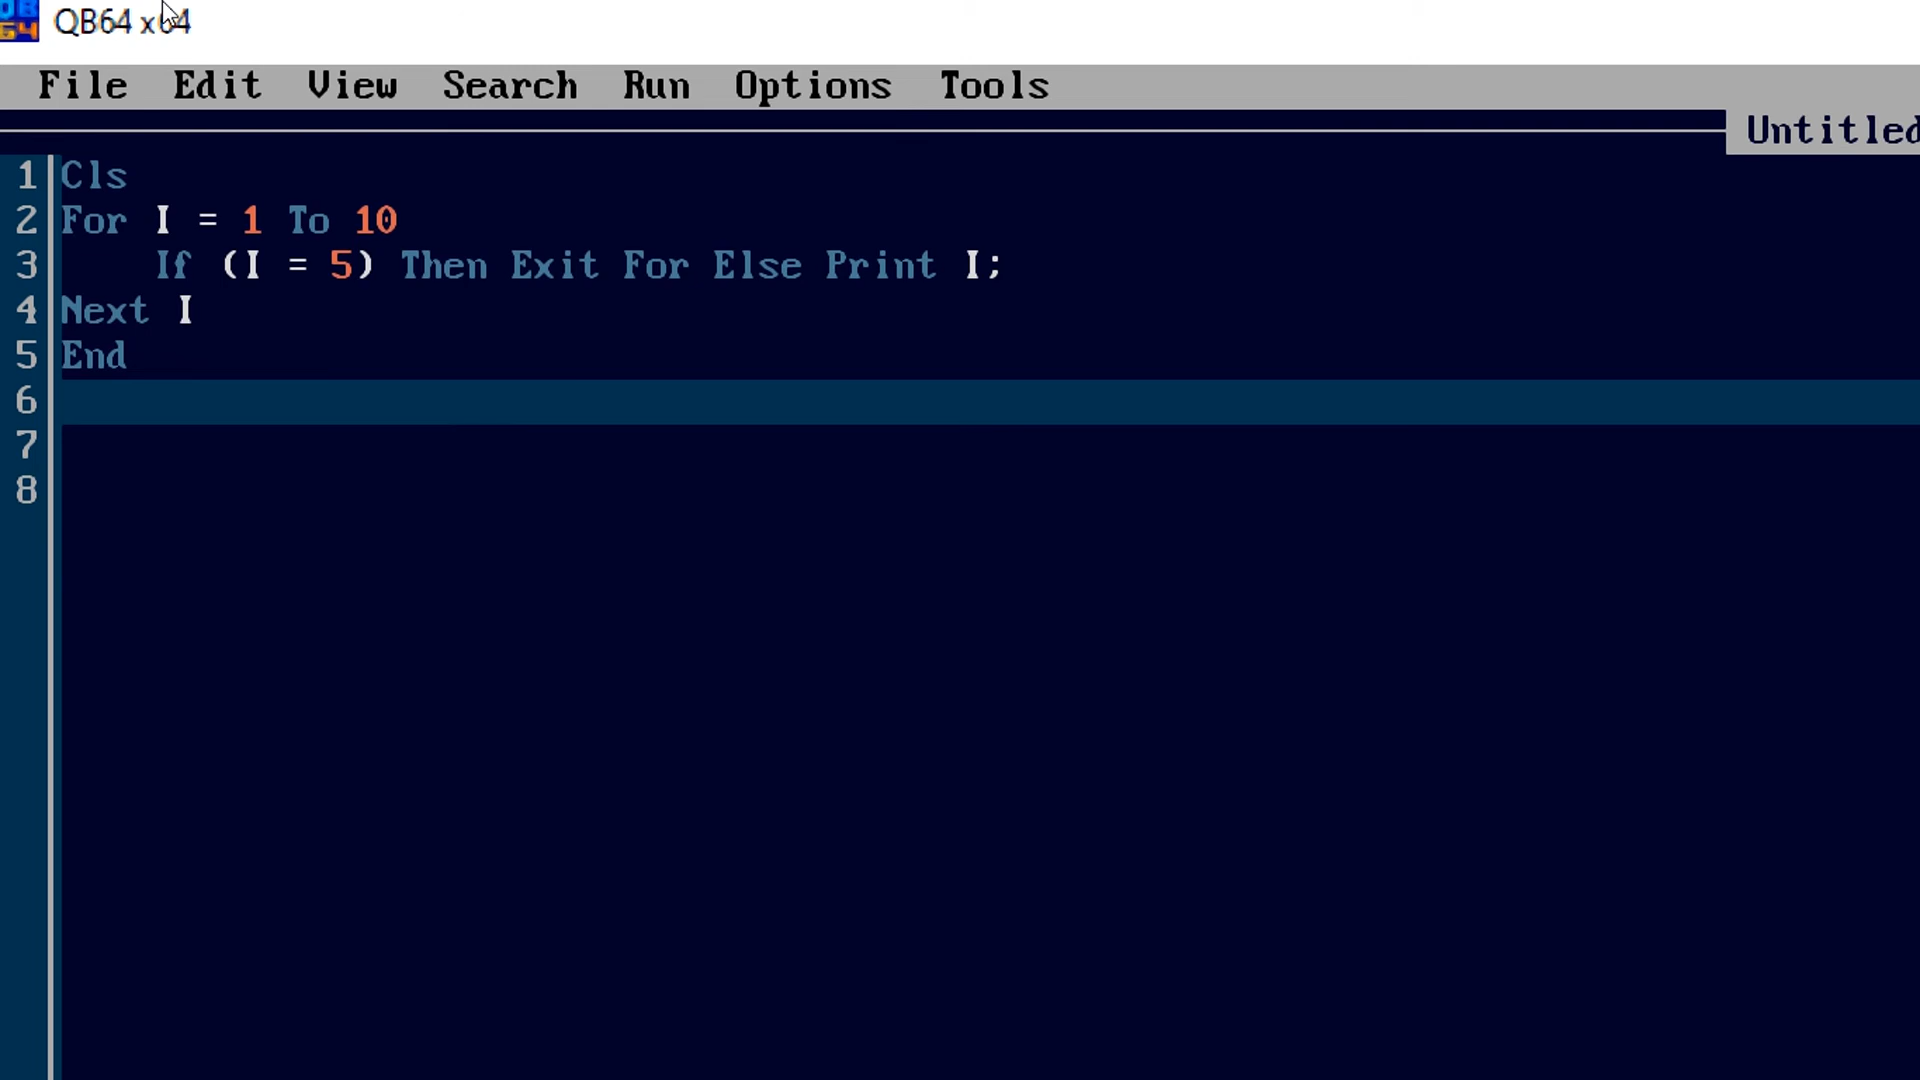 QB64 x64
File Edit View Search Run Options Tools
Untitled
1 Cls
2 For I = 1 To 10
3     If (I = 5) Then Exit For Else Print I;
4 Next I
5 End
6
7
8